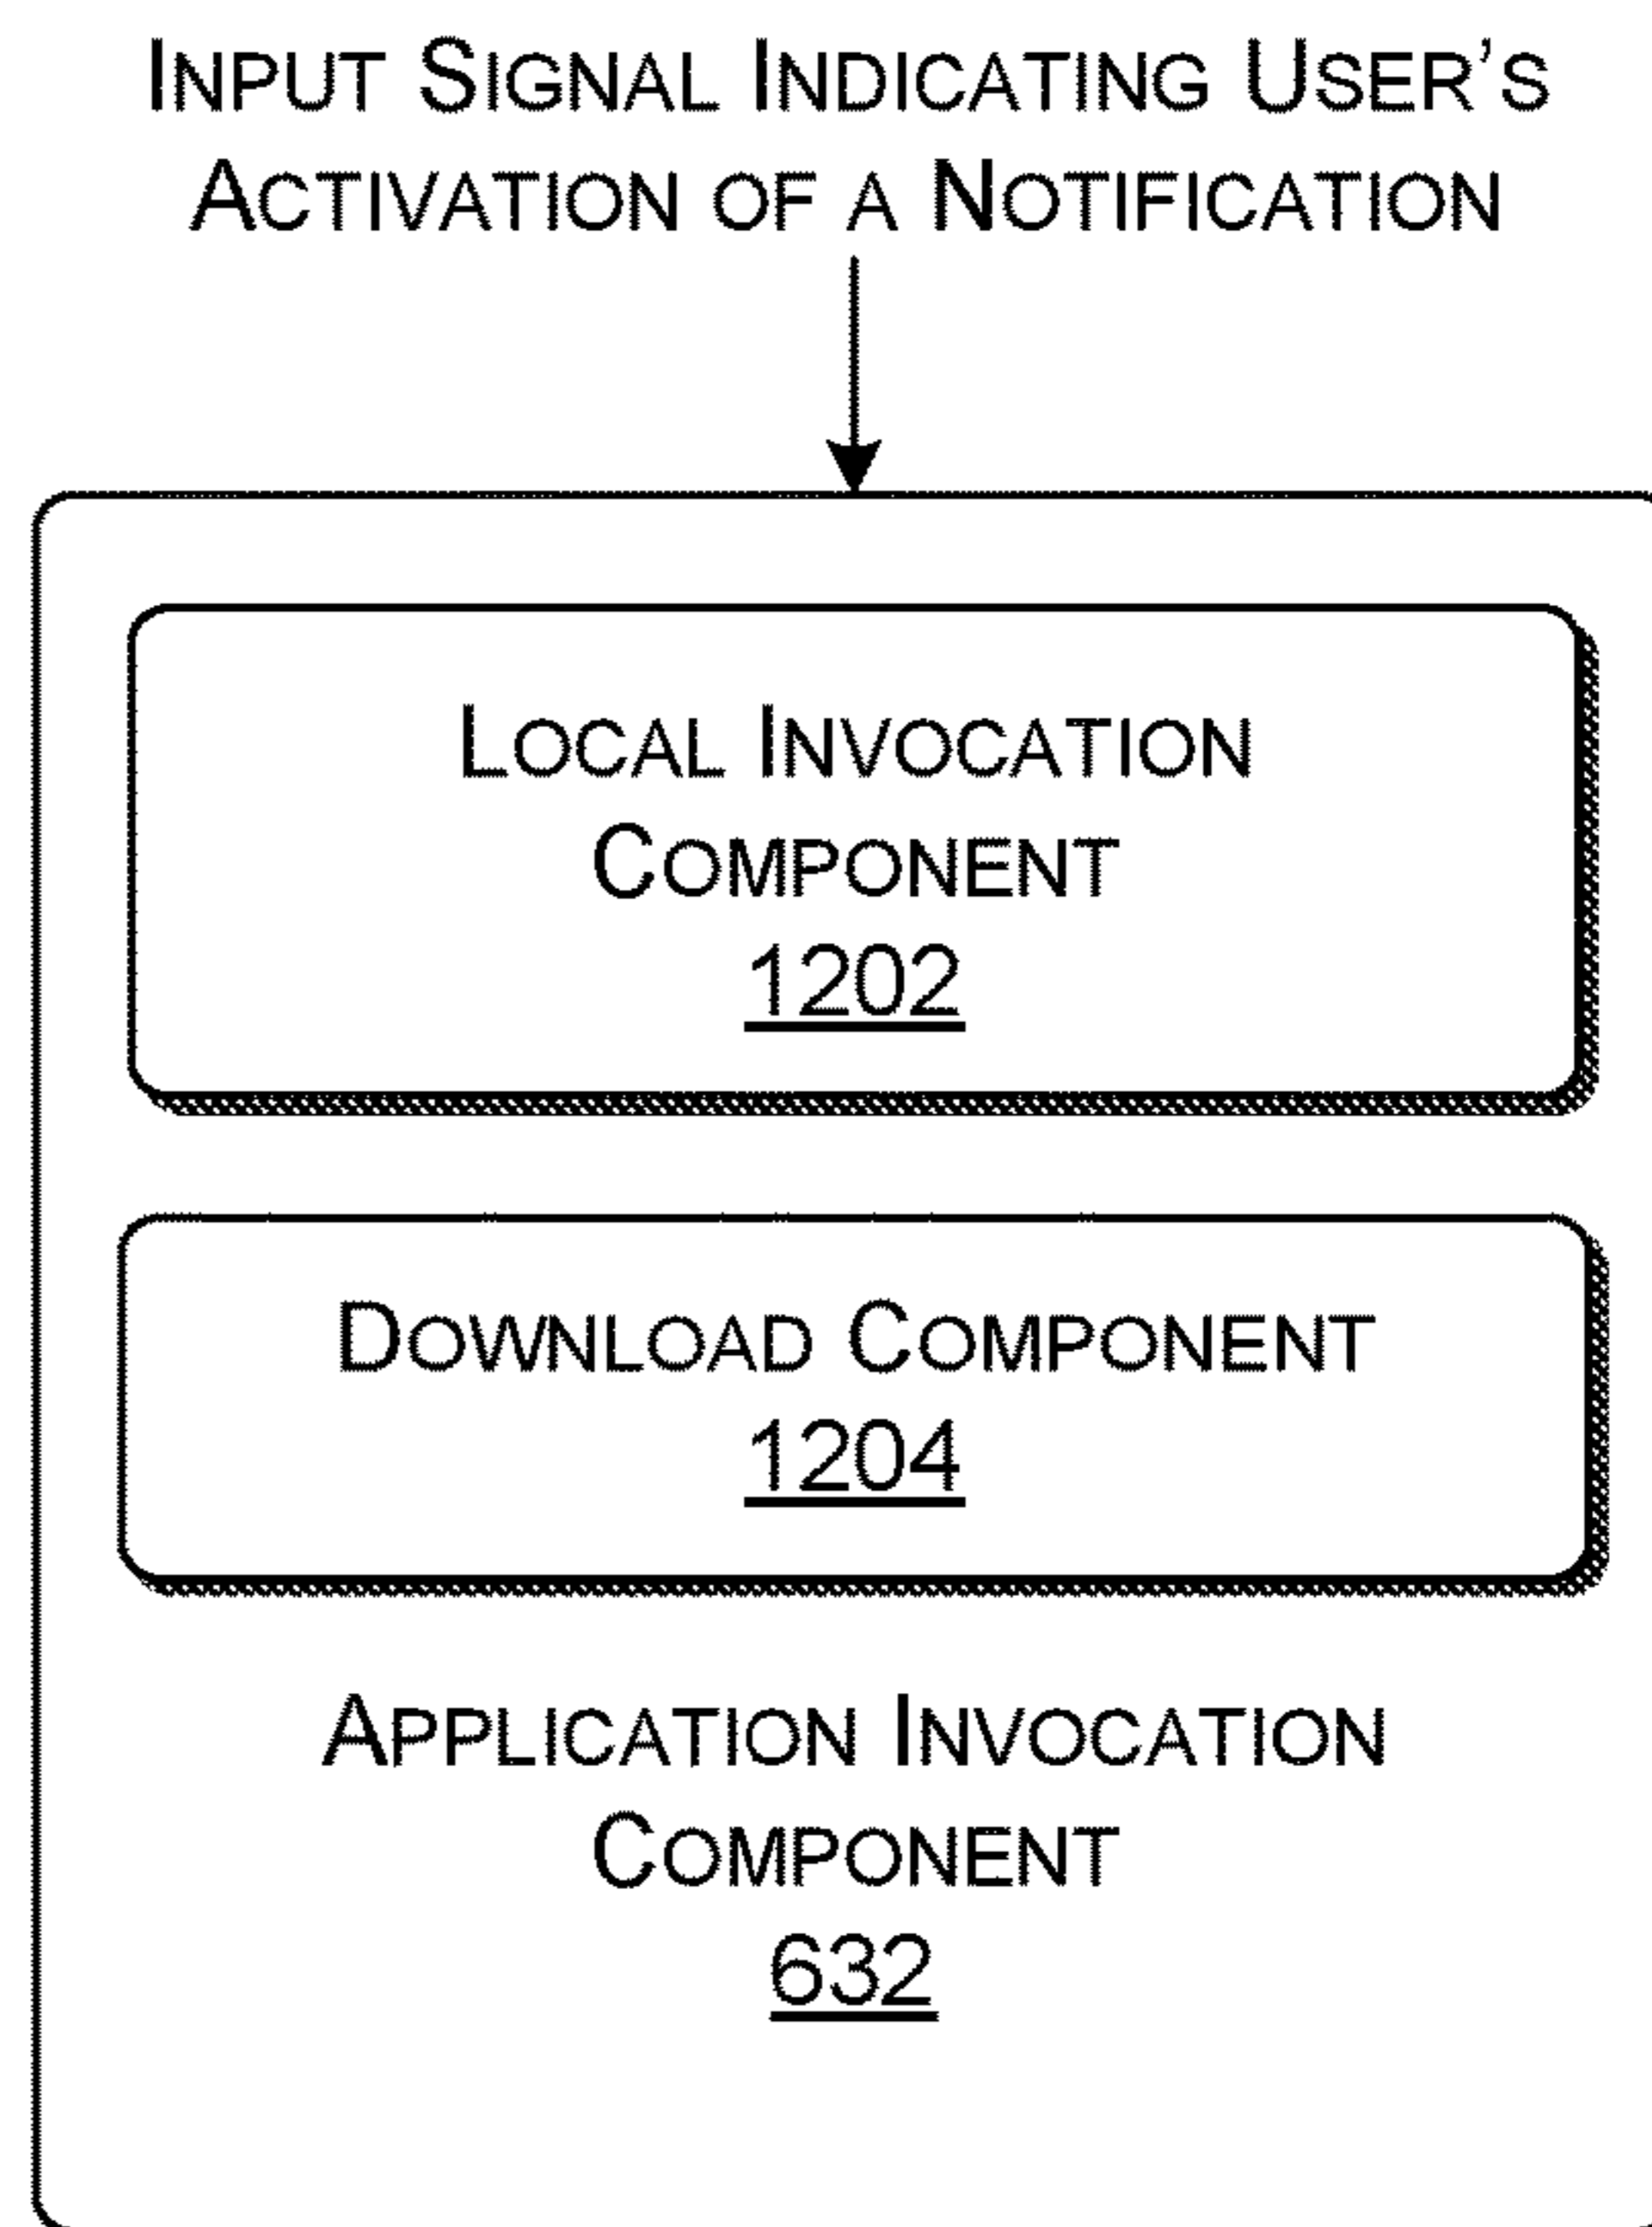 INPUT SIGNAL INDICATING USER'S
ACTIVATION OF A NOTIFICATION
LOCAL INVOCATION
COMPONENT
1202
DOWNLOAD COMPONENT
1204
APPLICATION INVOCATION
COMPONENT
632